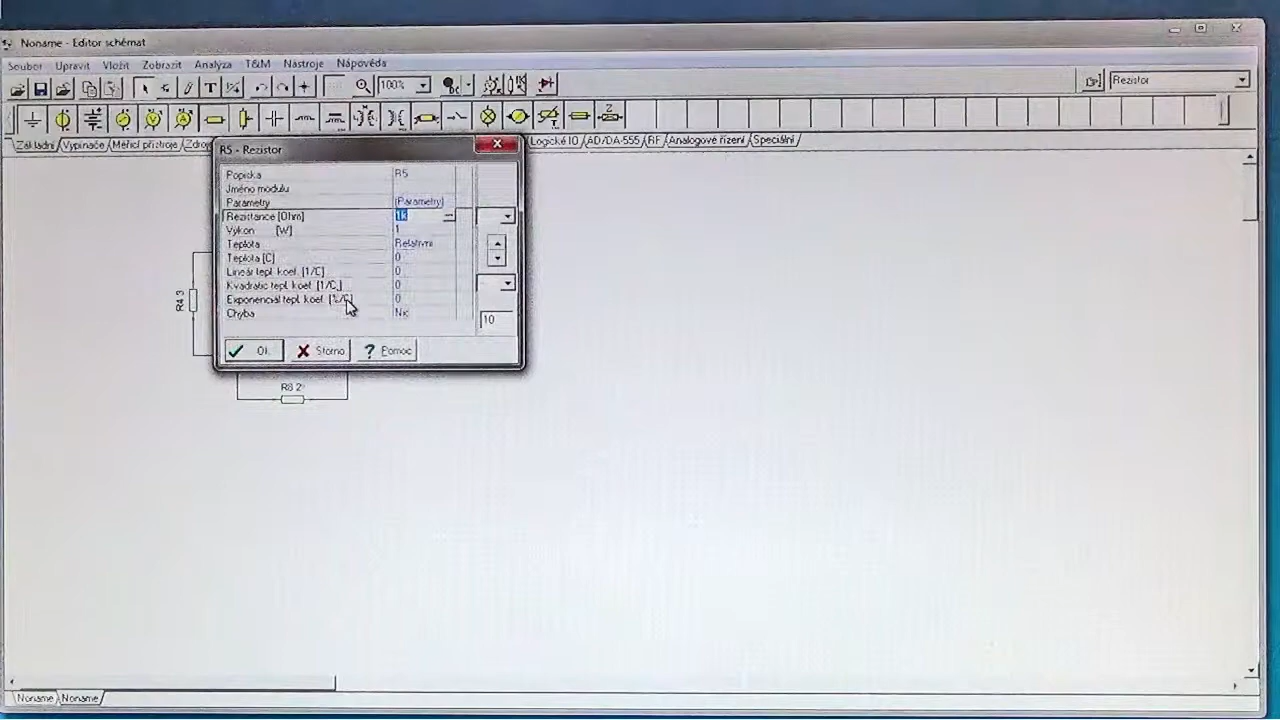 Noname - Editor schémat
Soubor Upravit Vložit Zobrazit Analýza T&M Nástroje Nápověda
100%
Rezistor
Základní Vypínače Měřicí přístroje Zdroj Logické IO AD/DA-555 RF Analogové řízení Speciální
R5 - Rezistor
Popiska R5
Jméno modulu
Parametry (Parametry)
Rezistance [Ohm] 1k
Výkon [W] 1
Teplota Relativní
Teplota [C] 0
Lineár tepl. koef. [1/C] 0
Kvadratic tepl. koef. [1/C˛] 0
Exponenciál tepl. koef. [%/C] 0
Chyba Nic
10
Storno Pomoc
R4 3
R8 2
Noname Noname